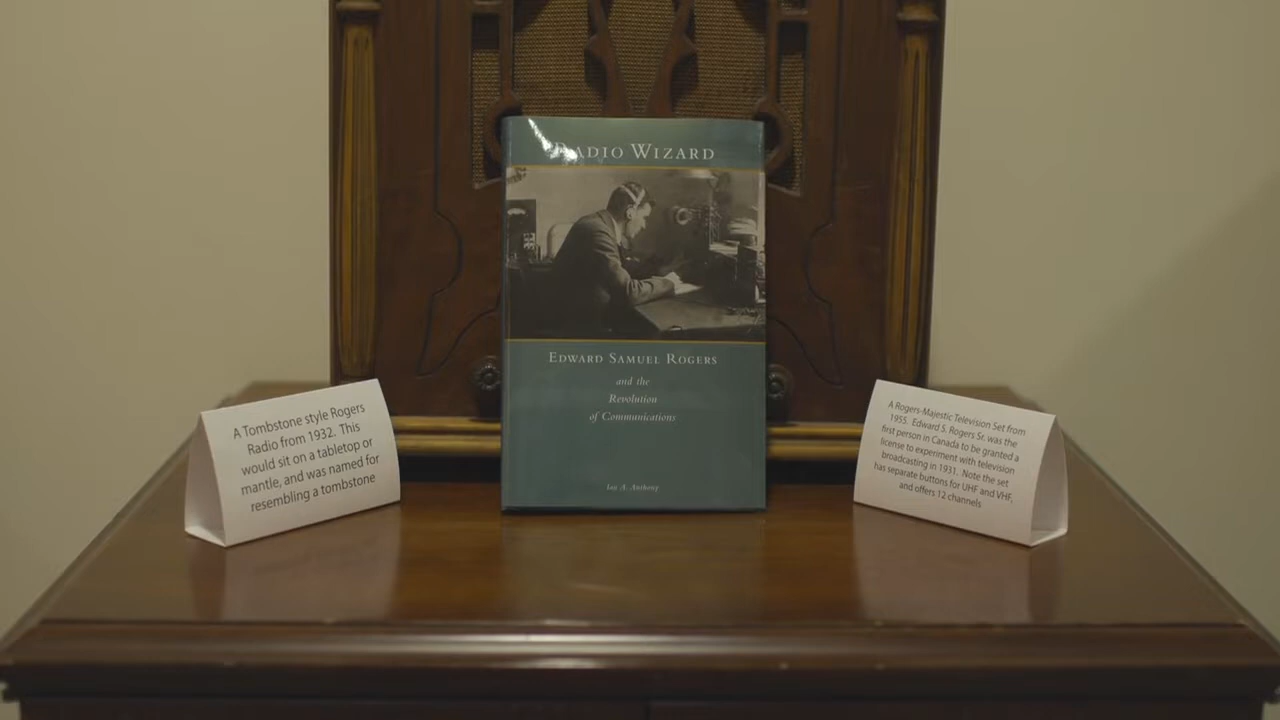 RADIO WIZARD
EDWARD SAMUEL ROGERS
and the
Revolution
of Communications
Ian A. Anthony
A Tombstone style Rogers
Radio from 1932. This
would sit on a tabletop or
mantle, and was named for
resembling a tombstone
A Rogers-Majestic Television Set from
1955. Edward S. Rogers Sr. was the
first person in Canada to be granted a
license to experiment with television
broadcasting in 1931. Note the set
has separate buttons for UHF and VHF,
and offers 12 channels